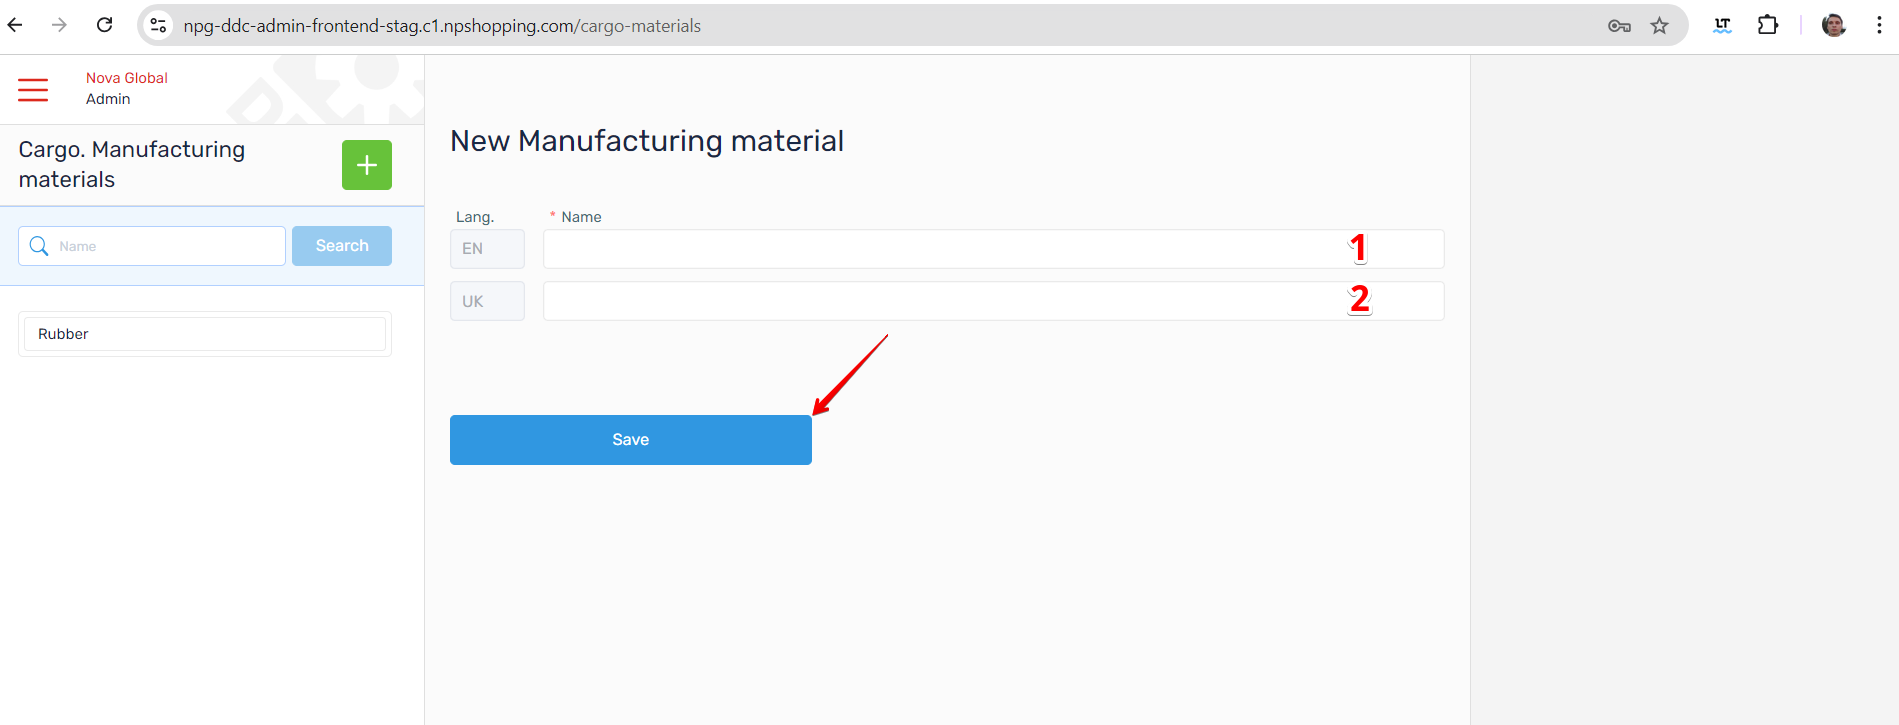 npg-ddc-admin-frontend-stag.c1.npshopping.com/cargo-materials
LT
Nova Global
Admin
Cargo. Manufacturing
materials
+
Name
Search
Rubber
New Manufacturing material
Lang.
* Name
EN
1
UK
2
Save